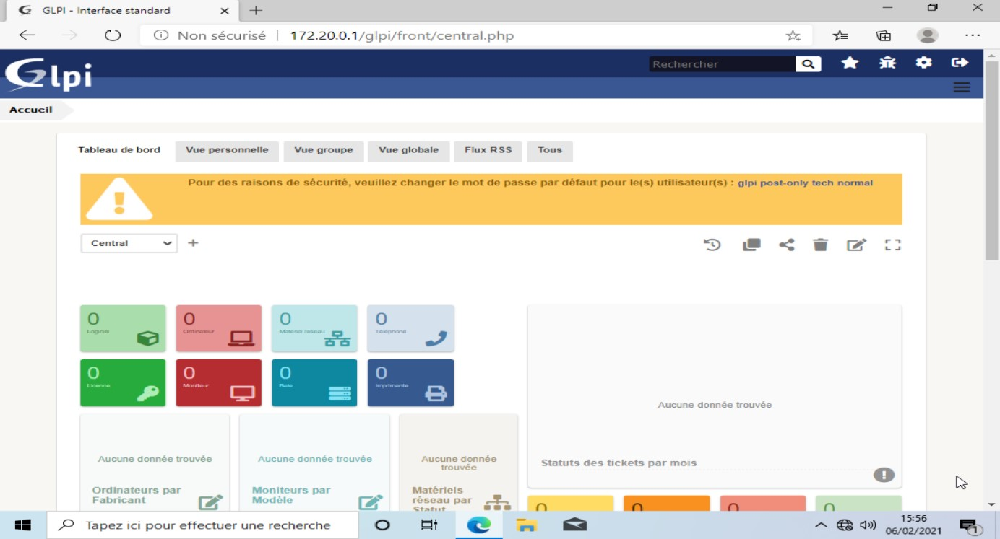 GLPI - Interface standard
Non sécurisé | 172.20.0.1/glpi/front/central.php
Glpi
Rechercher
Accueil
Tableau de bord Vue personnelle Vue groupe Vue globale Flux RSS Tous
Pour des raisons de sécurité, veuillez changer le mot de passe par défaut pour le(s) utilisateur(s) : glpi post-only tech normal
Central
0 0 0 0
Logiciel Ordinateur Matériel réseau Téléphone
0 0 0 0
Licence Moniteur Baie Imprimante
Aucune donnée trouvée
Statuts des tickets par mois
Aucune donnée trouvée
Ordinateurs par
Fabricant
Aucune donnée trouvée
Moniteurs par
Modèle
Aucune donnée
trouvée
Matériels
réseau par
Statut
0 0 0 0
Tapez ici pour effectuer une recherche
15:56
06/02/2021
1